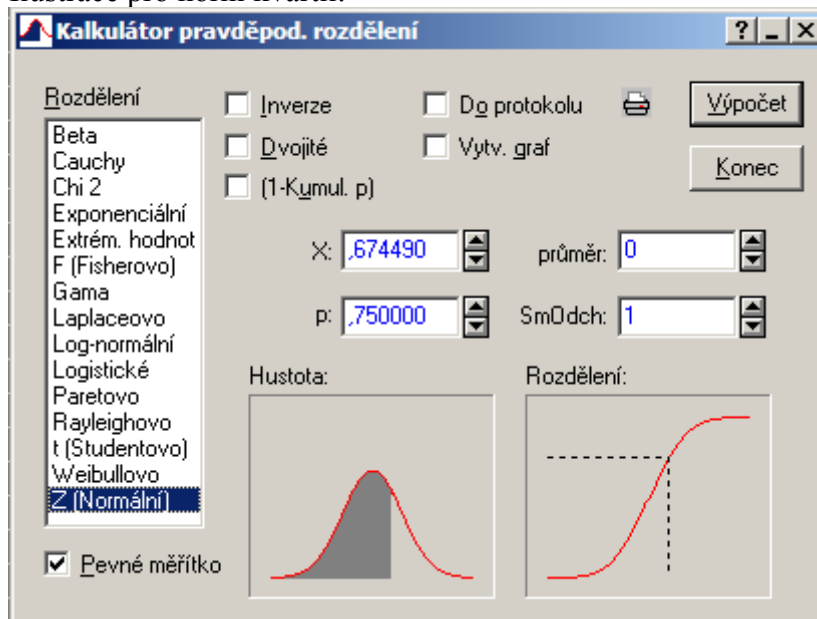 Kalkulátor pravděpod. rozdělení
Rozdělení
Beta
Cauchy
Chi 2
Exponenciální
Extrém. hodnot
F (Fisherovo)
Gama
Laplaceovo
Log-normální
Logistické
Paretovo
Rayleighovo
t (Studentovo)
Weibullovo
Z (Normální)
Pevné měřítko
Inverze
Dvojité
(1-Kumul. p)
Do protokolu
Vytv. graf
Výpočet
Konec
X: ,674490
průměr: 0
p: ,750000
SmOdch: 1
Hustota:
Rozdělení: